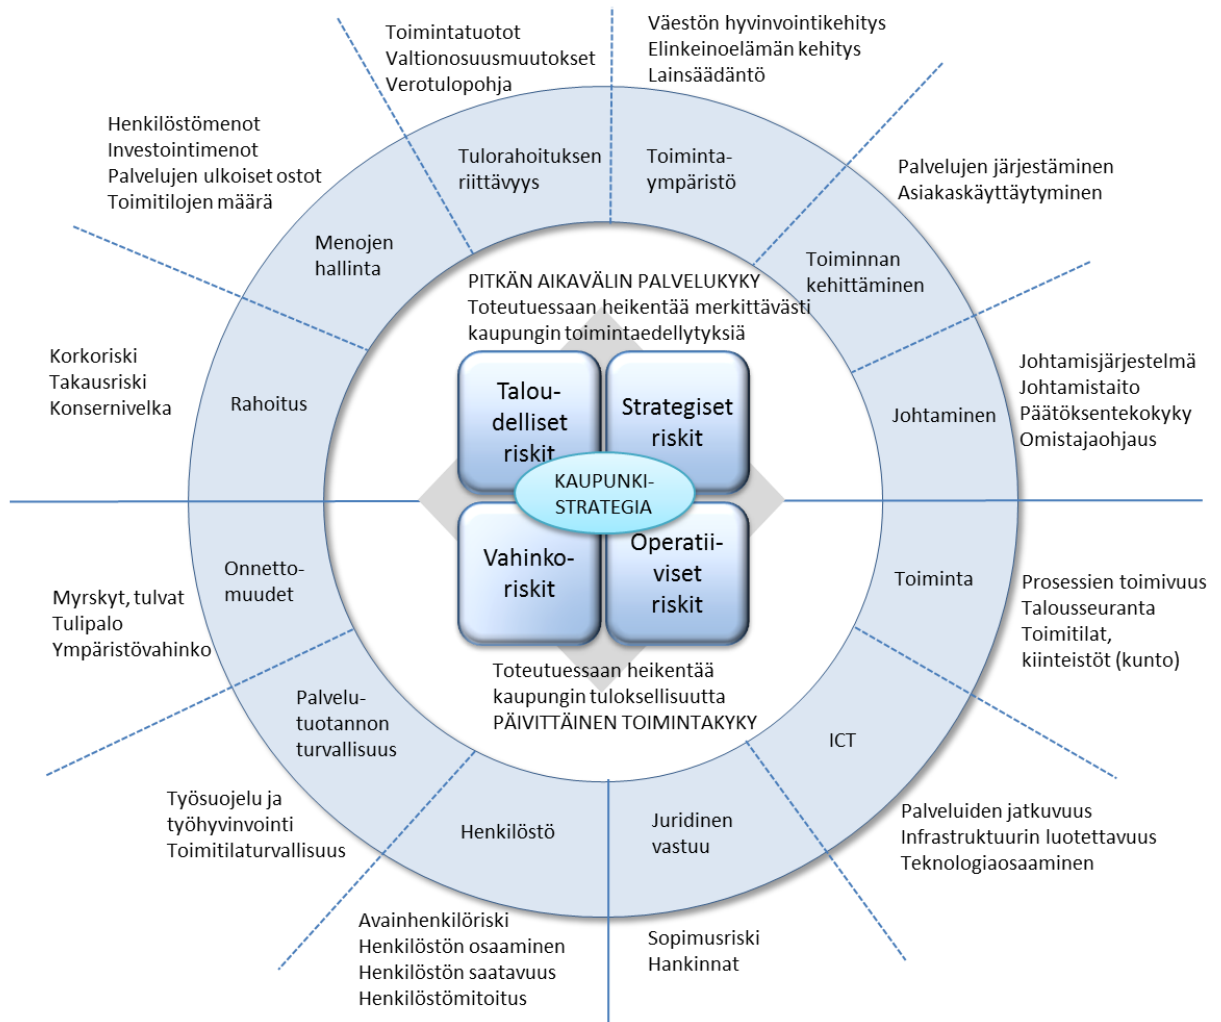 Toimintatuotot
Valtionosuusmuutokset
Verotulopohja
Väestön hyvinvointikehitys
Elinkeinoelämän kehitys
Lainsäädäntö
Henkilöstömenot
Investointimenot
Palvelujen ulkoiset ostot
Toimitilojen määrä
Tulorahoituksen
riittävyys
Toiminta-
ympäristö
Palvelujen järjestäminen
Asiakaskäyttäytyminen
Menojen
hallinta
Toiminnan
kehittäminen
PITKÄN AIKAVÄLIN PALVELUKYKY
Toteutuessaan heikentää merkittävästi
kaupungin toimintaedellytyksiä
Korkoriski
Takausriski
Konsernivelka
Rahoitus
Talou-
delliset
riskit
Strategiset
riskit
Johtaminen
Johtamisjärjestelmä
Johtamistaito
Päätöksentekokyky
Omistajaohjaus
KAUPUNKI-
STRATEGIA
Onnetto-
muudet
Vahinko-
riskit
Operatii-
viset
riskit
Toiminta
Myrskyt, tulvat
Tulipalo
Ympäristövahinko
Prosessien toimivuus
Talousseuranta
Toimitilat,
kiinteistöt (kunto)
Toteutuessaan heikentää
kaupungin tuloksellisuutta
PÄIVITTÄINEN TOIMINTAKYKY
Palvelu-
tuotannon
turvallisuus
ICT
Työsuojelu ja
työhyvinvointi
Toimitilaturvallisuus
Henkilöstö
Juridinen
vastuu
Palveluiden jatkuvuus
Infrastruktuurin luotettavuus
Teknologiaosaaminen
Avainhenkilöriski
Henkilöstön osaaminen
Henkilöstön saatavuus
Henkilöstömitoitus
Sopimusriski
Hankinnat